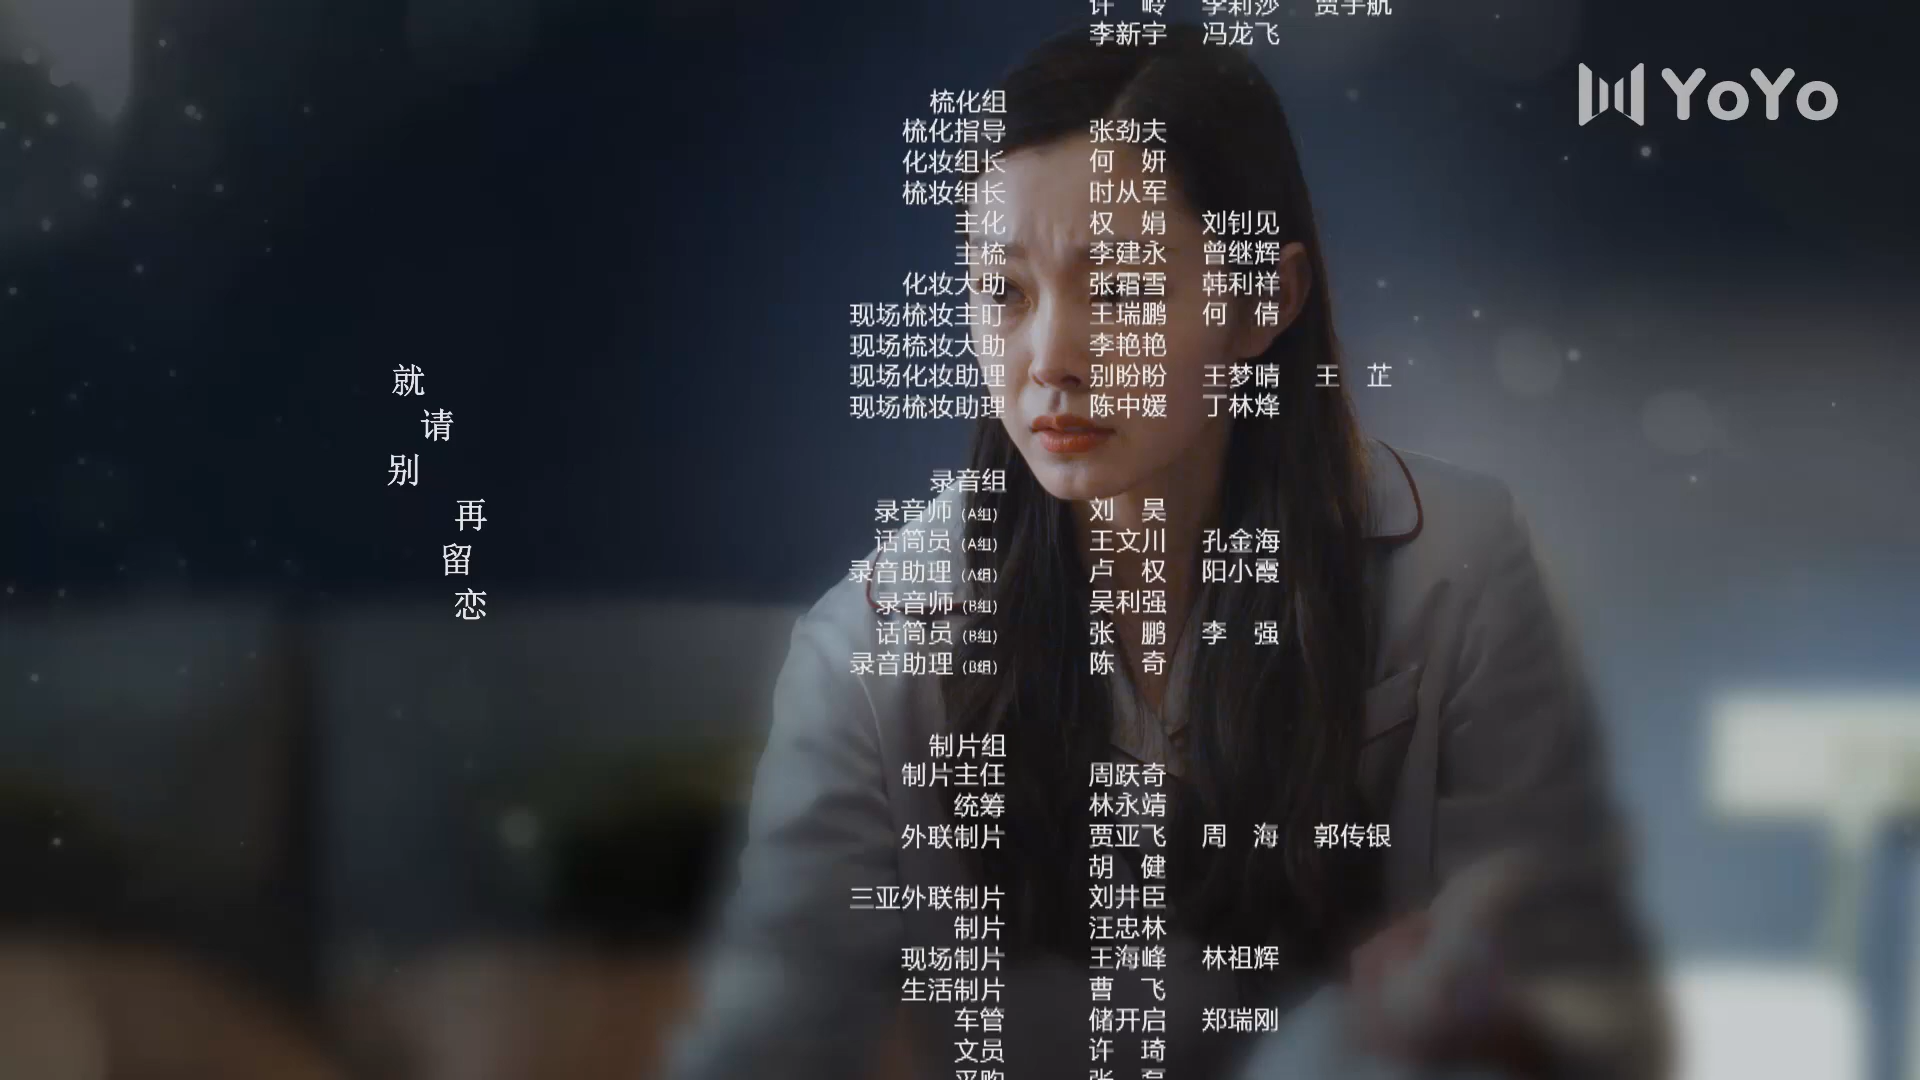 李新宇 冯龙飞
YoYo
梳化组
梳化指导 张劲夫
化妆组长 何 妍
梳妆组长 时从军
主化 权 娟 刘钊见
主梳 李建永 曾继辉
化妆大助 张霜雪 韩利祥
现场梳妆主盯 王瑞鹏 何 倩
现场梳妆大助 李艳艳
现场化妆助理 别盼盼 王梦晴 王 芷
现场梳妆助理 陈中媛 丁林烽
录音组
录音师 (A组) 刘 昊
话筒员 (A组) 王文川 孔金海
录音助理 (A组) 卢 权 阳小霞
录音师 (B组) 吴利强
话筒员 (B组) 张 鹏 李 强
录音助理 (B组) 陈 奇
制片组
制片主任 周跃奇
统筹 林永靖
外联制片 贾亚飞 周 海 郭传银
胡 健
三亚外联制片 刘井臣
制片 汪忠林
现场制片 王海峰 林祖辉
生活制片 曹 飞
车管 储开启 郑瑞刚
文员 许 琦
就请别再留恋